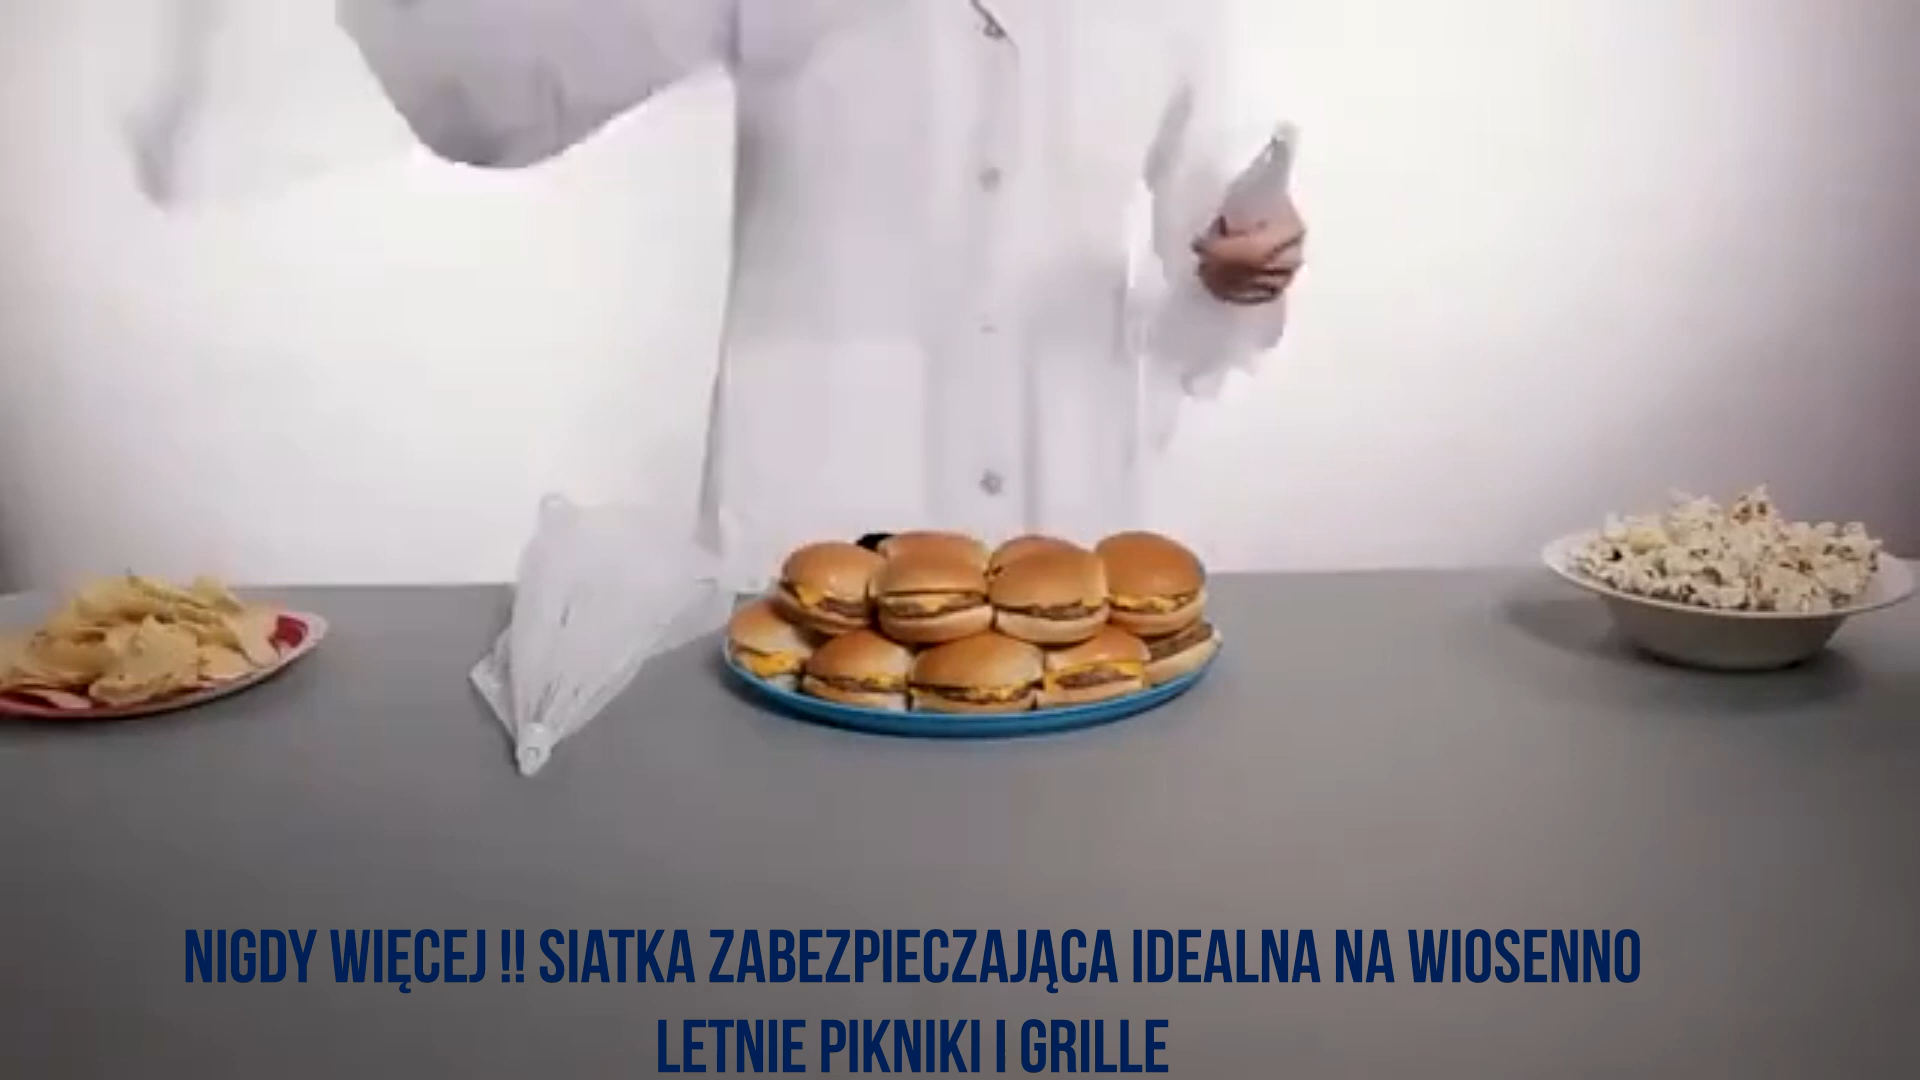 NIGDY WIĘCEJ !! SIATKA ZABEZPIECZAJĄCA IDEALNA NA WIOSENNO
LETNIE PIKNIKI I GRILLE